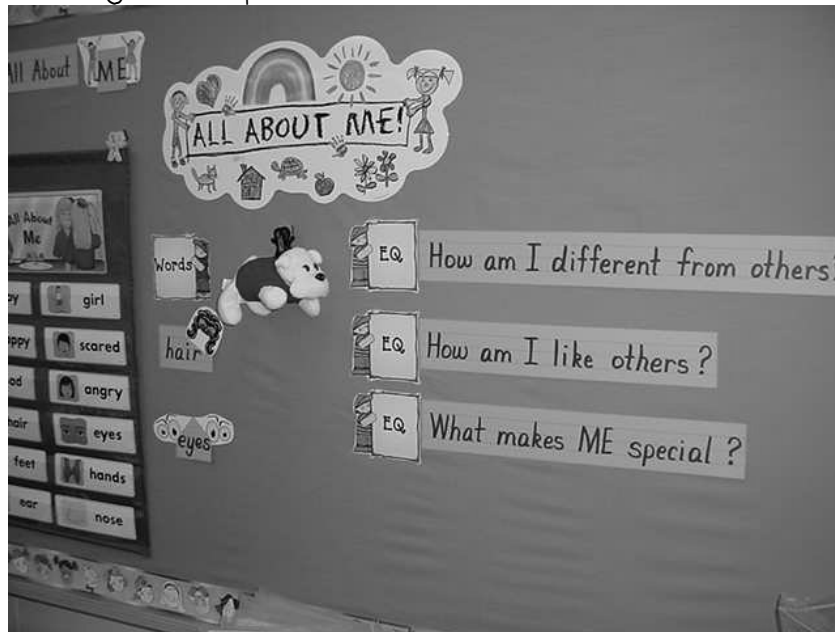 All About ME
ALL ABOUT ME!
All About
Me
girl
scared
angry
hair eyes
feet hands
ear nose
Words
hair
eyes
EQ How am I different from others?
EQ How am I like others?
EQ What makes ME special?